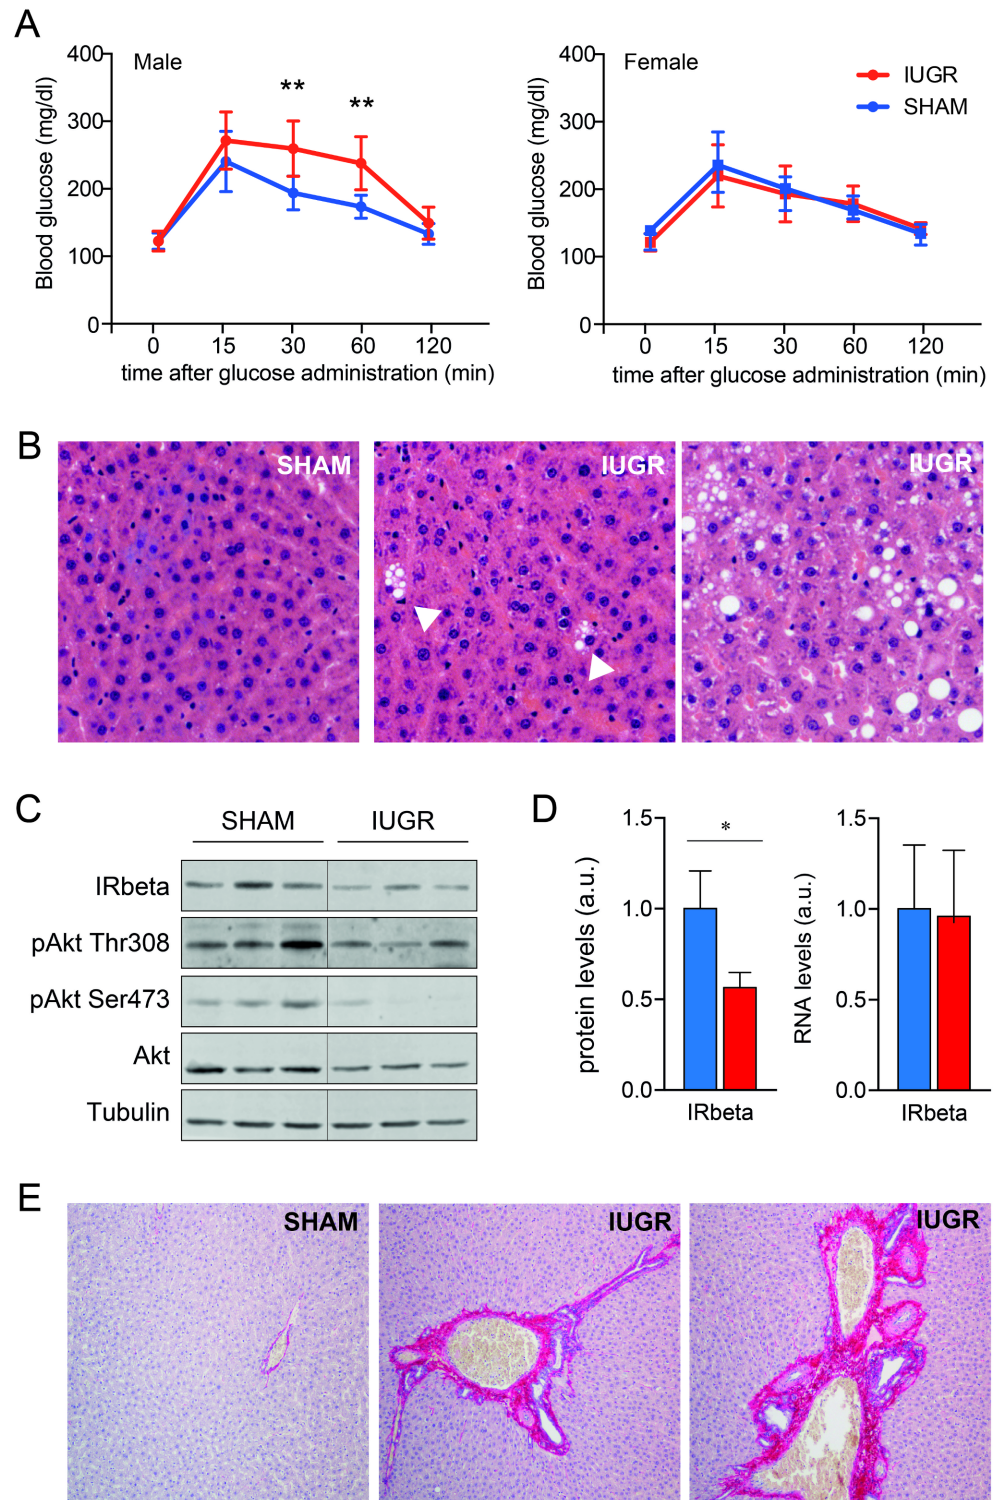 A
Male
**
**
400
300
200
100
0
Blood glucose (mg/dl)
0 15 30 60 120
time after glucose administration (min)
Female
IUGR
SHAM
400
300
200
100
0
Blood glucose (mg/dl)
0 15 30 60 120
time after glucose administration (min)
B
SHAM
IUGR
IUGR
C
SHAM IUGR
IRbeta
pAkt Thr308
pAkt Ser473
Akt
Tubulin
D
*
1.5
1.0
0.5
0.0
protein levels (a.u.)
IRbeta
1.5
1.0
0.5
0.0
RNA levels (a.u.)
IRbeta
E
SHAM
IUGR
IUGR